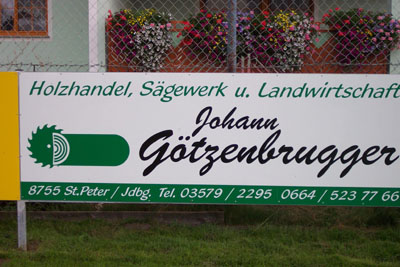 Holzhandel, Sägewerk u. Landwirtschaft
Johann
Götzenbrugger
8755 St.Peter / Jdbg. Tel. 03579 / 2295 0664 / 523 77 66